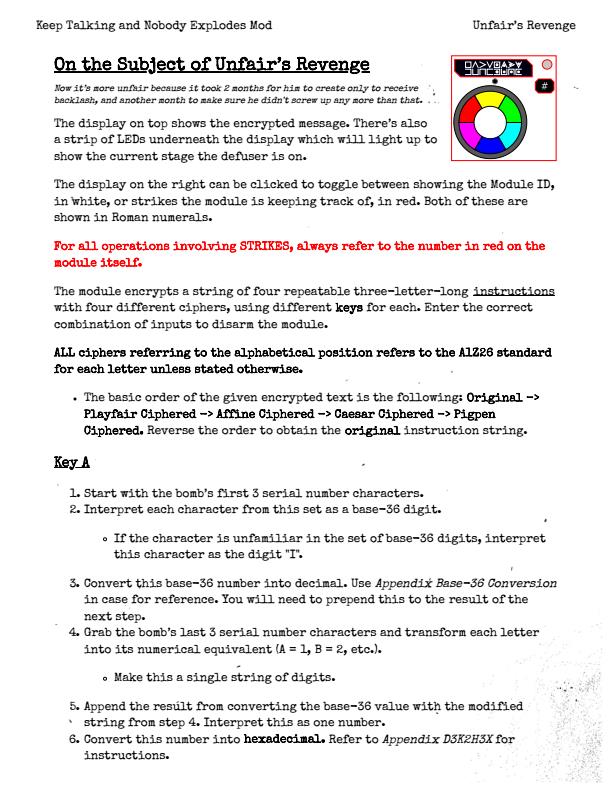 Keep Talking and Nobody Explodes Mod Unfair's Revenge
On the Subject of Unfair's Revenge
Now it's more unfair because it took 2 months for him to create only to receive
backlash, and another month to make sure he didn't screw up any more than that.
The display on top shows the encrypted message. There's also
a strip of LEDs underneath the display which will light up to
show the current stage the defuser is on.
#
The display on the right can be clicked to toggle between showing the Module ID,
in white, or strikes the module is keeping track of, in red. Both of these are
shown in Roman numerals.
For all operations involving STRIKES, always refer to the number in red on the
module itself.
The module encrypts a string of four repeatable three-letter-long instructions
with four different ciphers, using different keys for each. Enter the correct
combination of inputs to disarm the module.
ALL ciphers referring to the alphabetical position refers to the A1Z26 standard
for each letter unless stated otherwise.
• The basic order of the given encrypted text is the following: Original ->
Playfair Ciphered -> Affine Ciphered -> Caesar Ciphered -> Pigpen
Ciphered. Reverse the order to obtain the original instruction string.
Key A
1. Start with the bomb's first 3 serial number characters.
2. Interpret each character from this set as a base-36 digit.
◦ If the character is unfamiliar in the set of base-36 digits, interpret
this character as the digit "I".
3. Convert this base-36 number into decimal. Use Appendix Base-36 Conversion
in case for reference. You will need to prepend this to the result of the
next step.
4. Grab the bomb's last 3 serial number characters and transform each letter
into its numerical equivalent (A = 1, B = 2, etc.).
◦ Make this a single string of digits.
5. Append the result from converting the base-36 value with the modified
string from step 4. Interpret this as one number.
6. Convert this number into hexadecimal. Refer to Appendix D3K2H3X for
instructions.